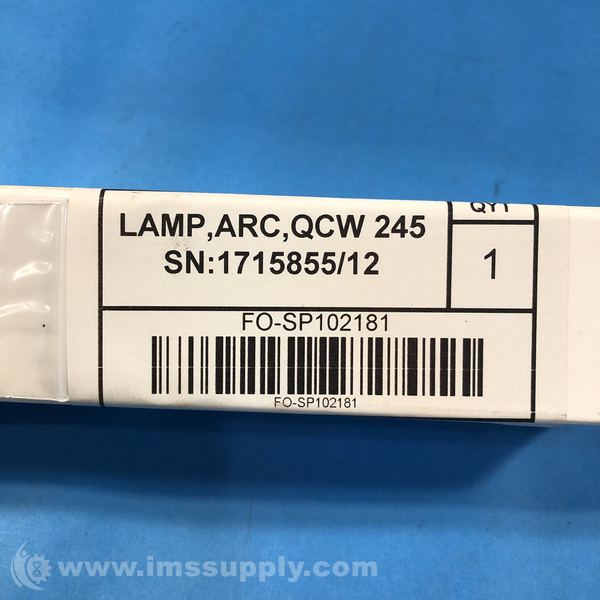 LAMP,ARC,QCW 245
SN:1715855/12
QTY
1
FO-SP102181
FO-SP102181
www.imssupply.com